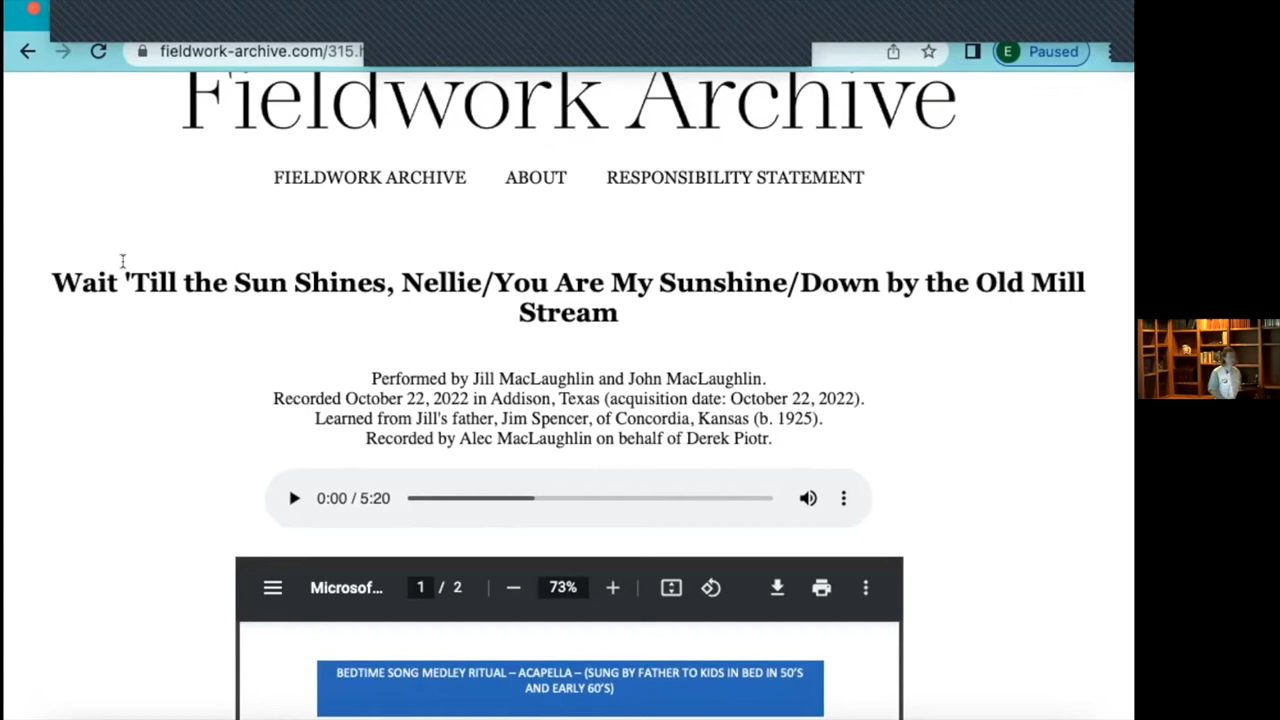 fieldwork-archive.com/315.h
E Paused
Fieldwork Archive
FIELDWORK ARCHIVE ABOUT RESPONSIBILITY STATEMENT
Wait 'Till the Sun Shines, Nellie/You Are My Sunshine/Down by the Old Mill
Stream
Performed by Jill MacLaughlin and John MacLaughlin.
Recorded October 22, 2022 in Addison, Texas (acquisition date: October 22, 2022).
Learned from Jill's father, Jim Spencer, of Concordia, Kansas (b. 1925).
Recorded by Alec MacLaughlin on behalf of Derek Piotr.
0:00 / 5:20
Microsof... 1 / 2 73%
BEDTIME SONG MEDLEY RITUAL – ACAPELLA – (SUNG BY FATHER TO KIDS IN BED IN 50'S
AND EARLY 60'S)